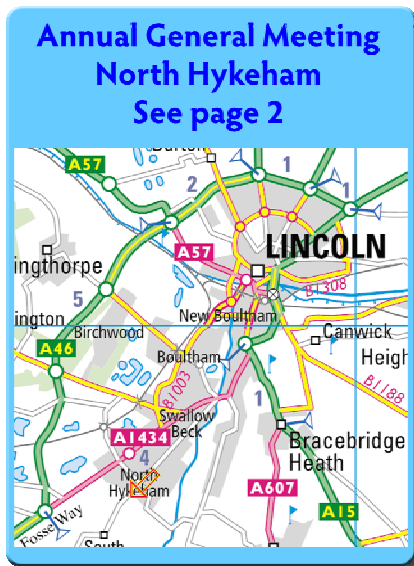 Annual General Meeting
North Hykeham
See page 2
A57
1
2
1
A57
LINCOLN
ingthorpe
B1308
5
New Boultham
ington
Birchwood
Canwick
A46
Boultham
Heigh
B1003
B1188
1
Swallow
Beck
A1434
Bracebridge
Heath
4
North
Hykeham
A607
A15
Fosse Way
South